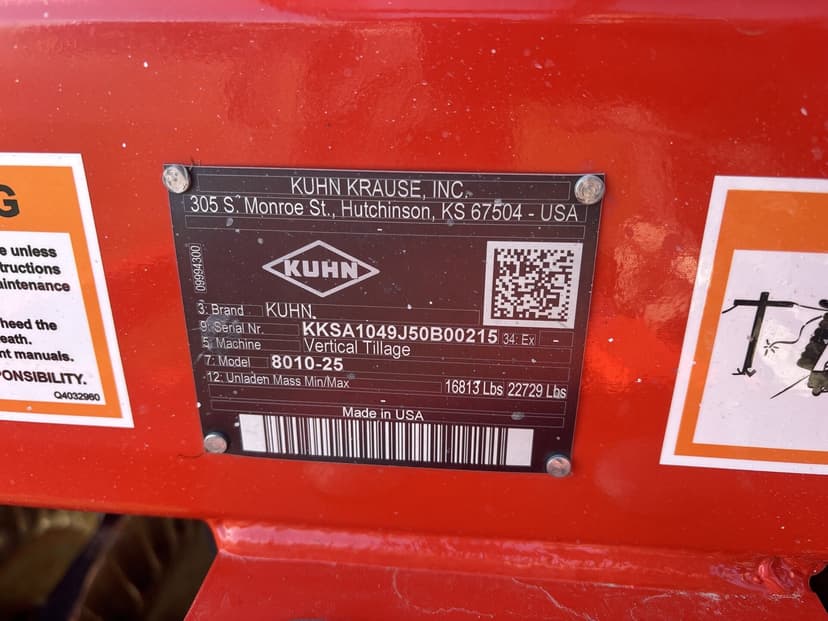 G
e unless
tructions
aintenance
heed the
eath.
nt manuals.
PONSIBILITY.
Q4032960
KUHN KRAUSE, INC.
305 S. Monroe St., Hutchinson, KS 67504 - USA
-
09994300
KUHN
3: Brand KUHN.
9: Serial Nr. KKSA1049J50B00215 34: Ex -
5: Machine Vertical Tillage
7: Model 8010-25
12: Unladen Mass Min/Max 16813 Lbs 22729 Lbs
-
Made in USA